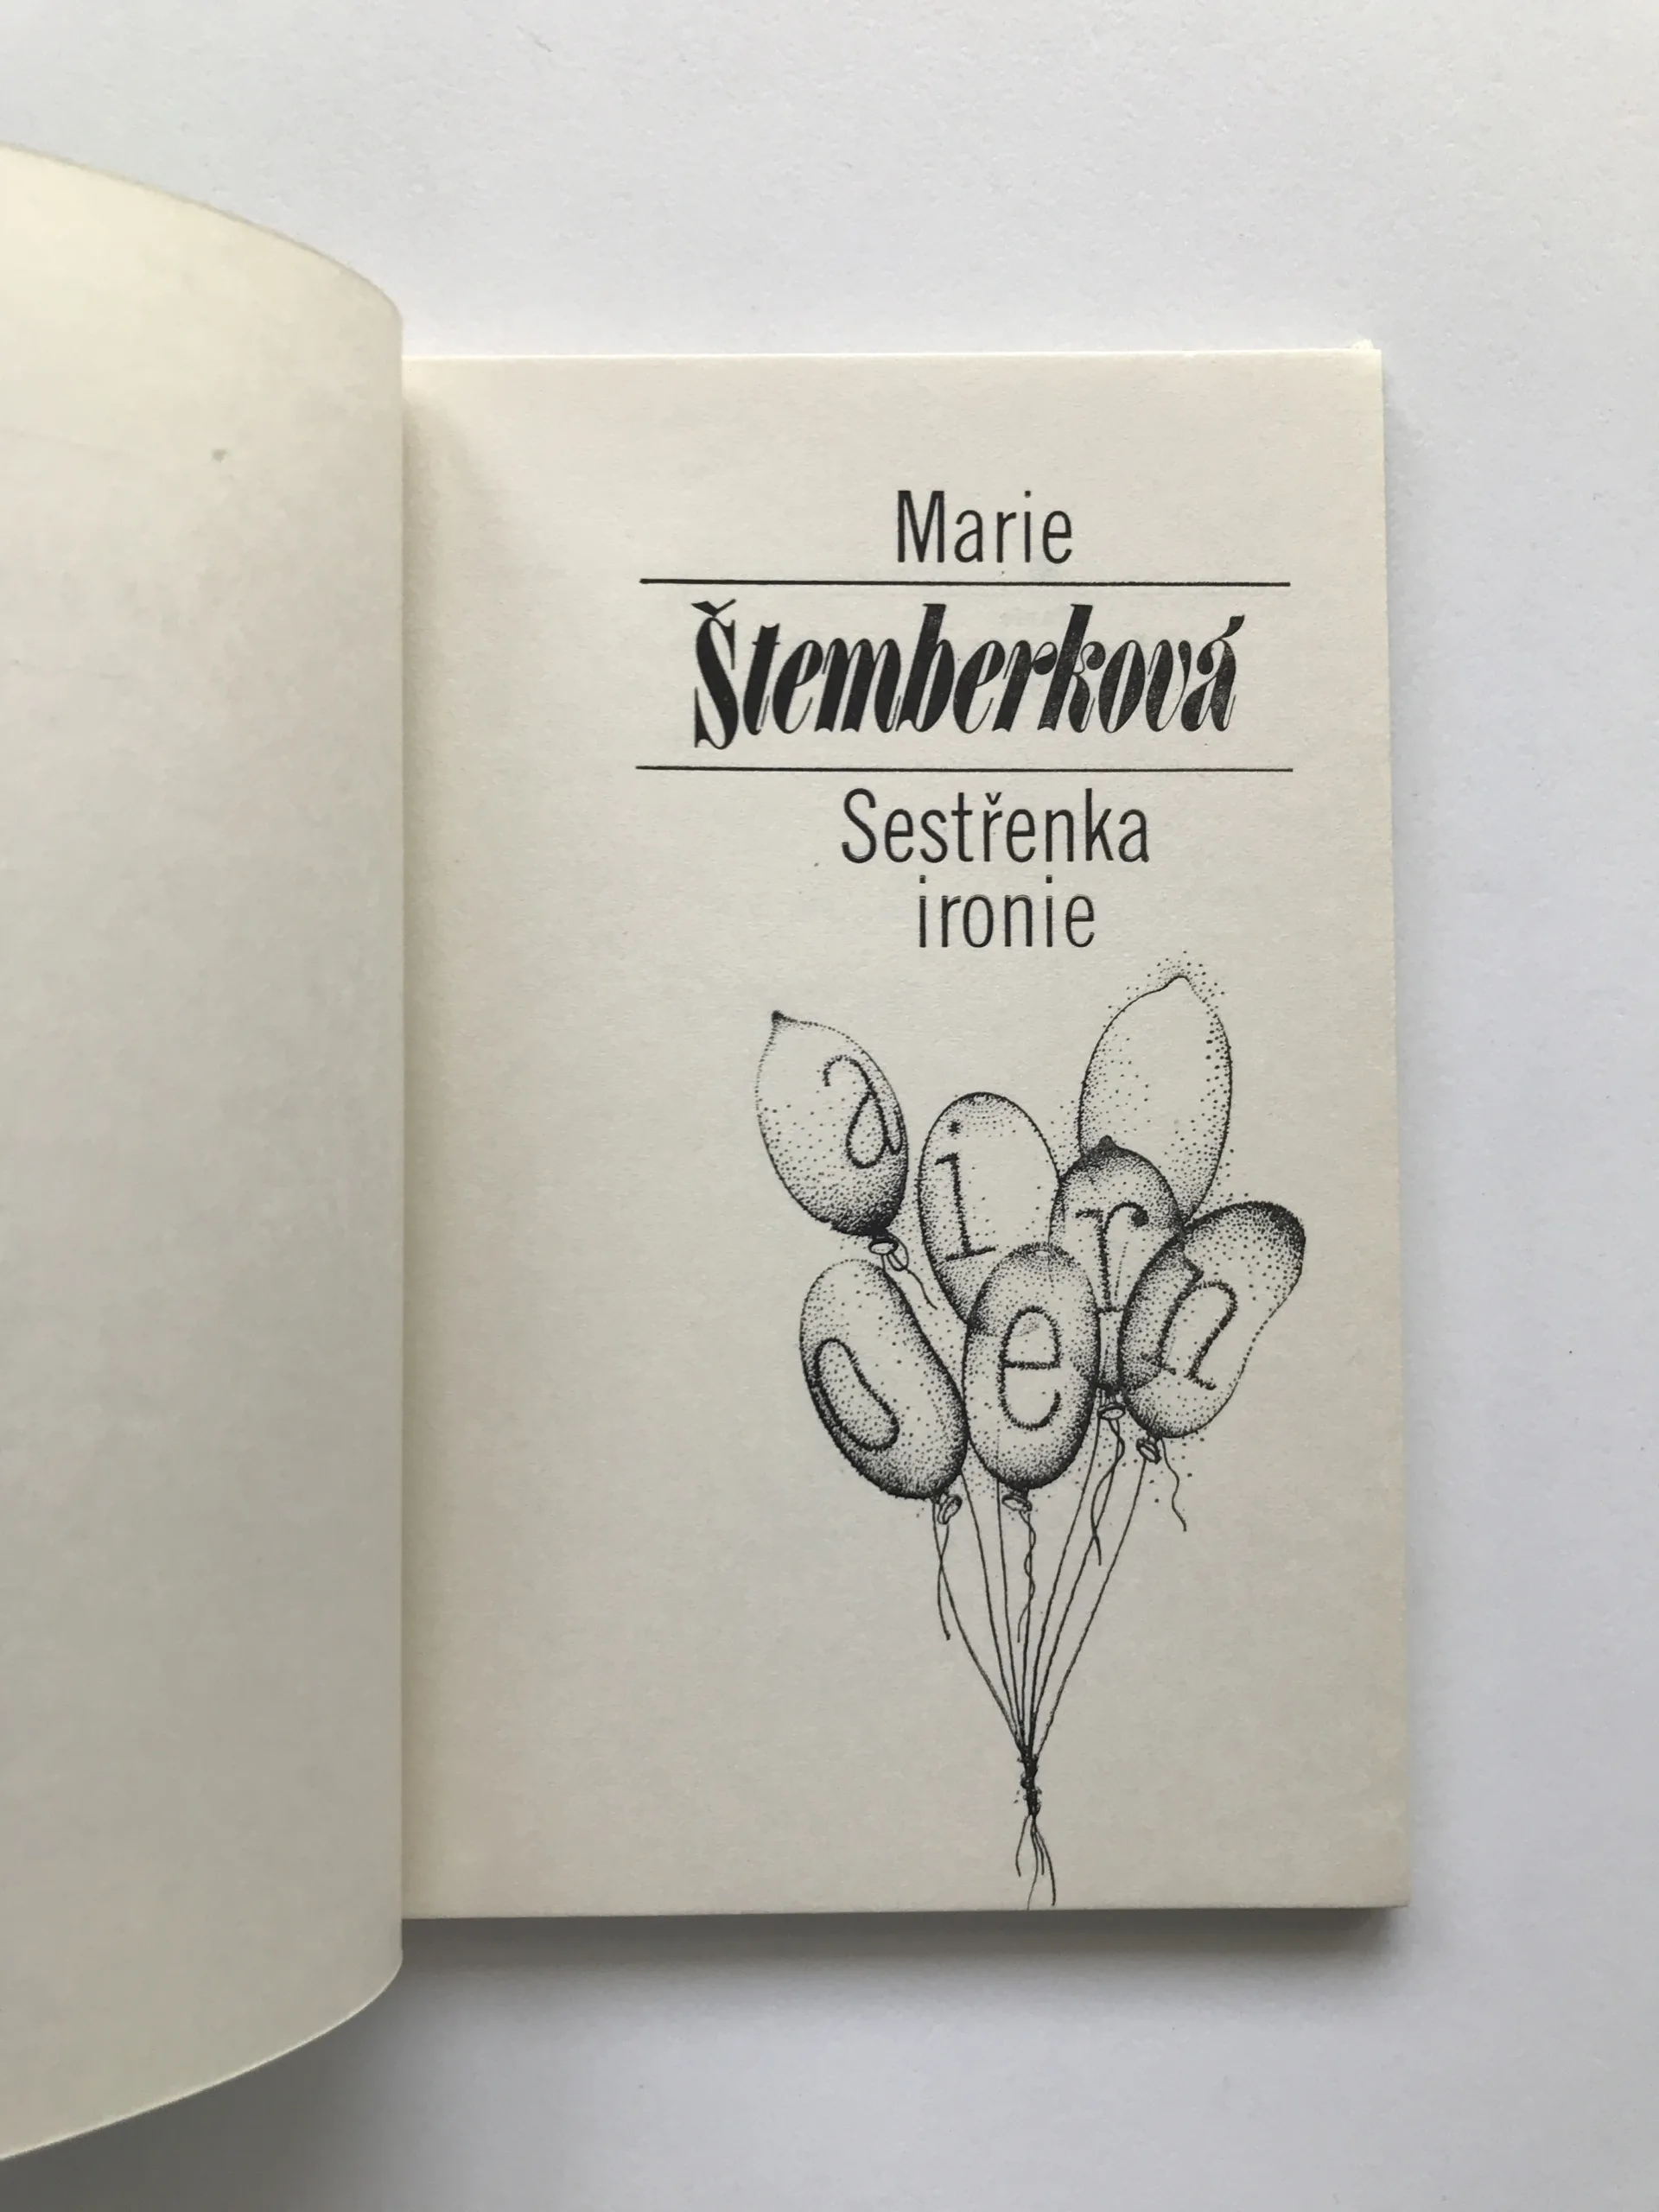 Marie
Štemberková
Sestřenka
ironie
a
i
r
o
e
n